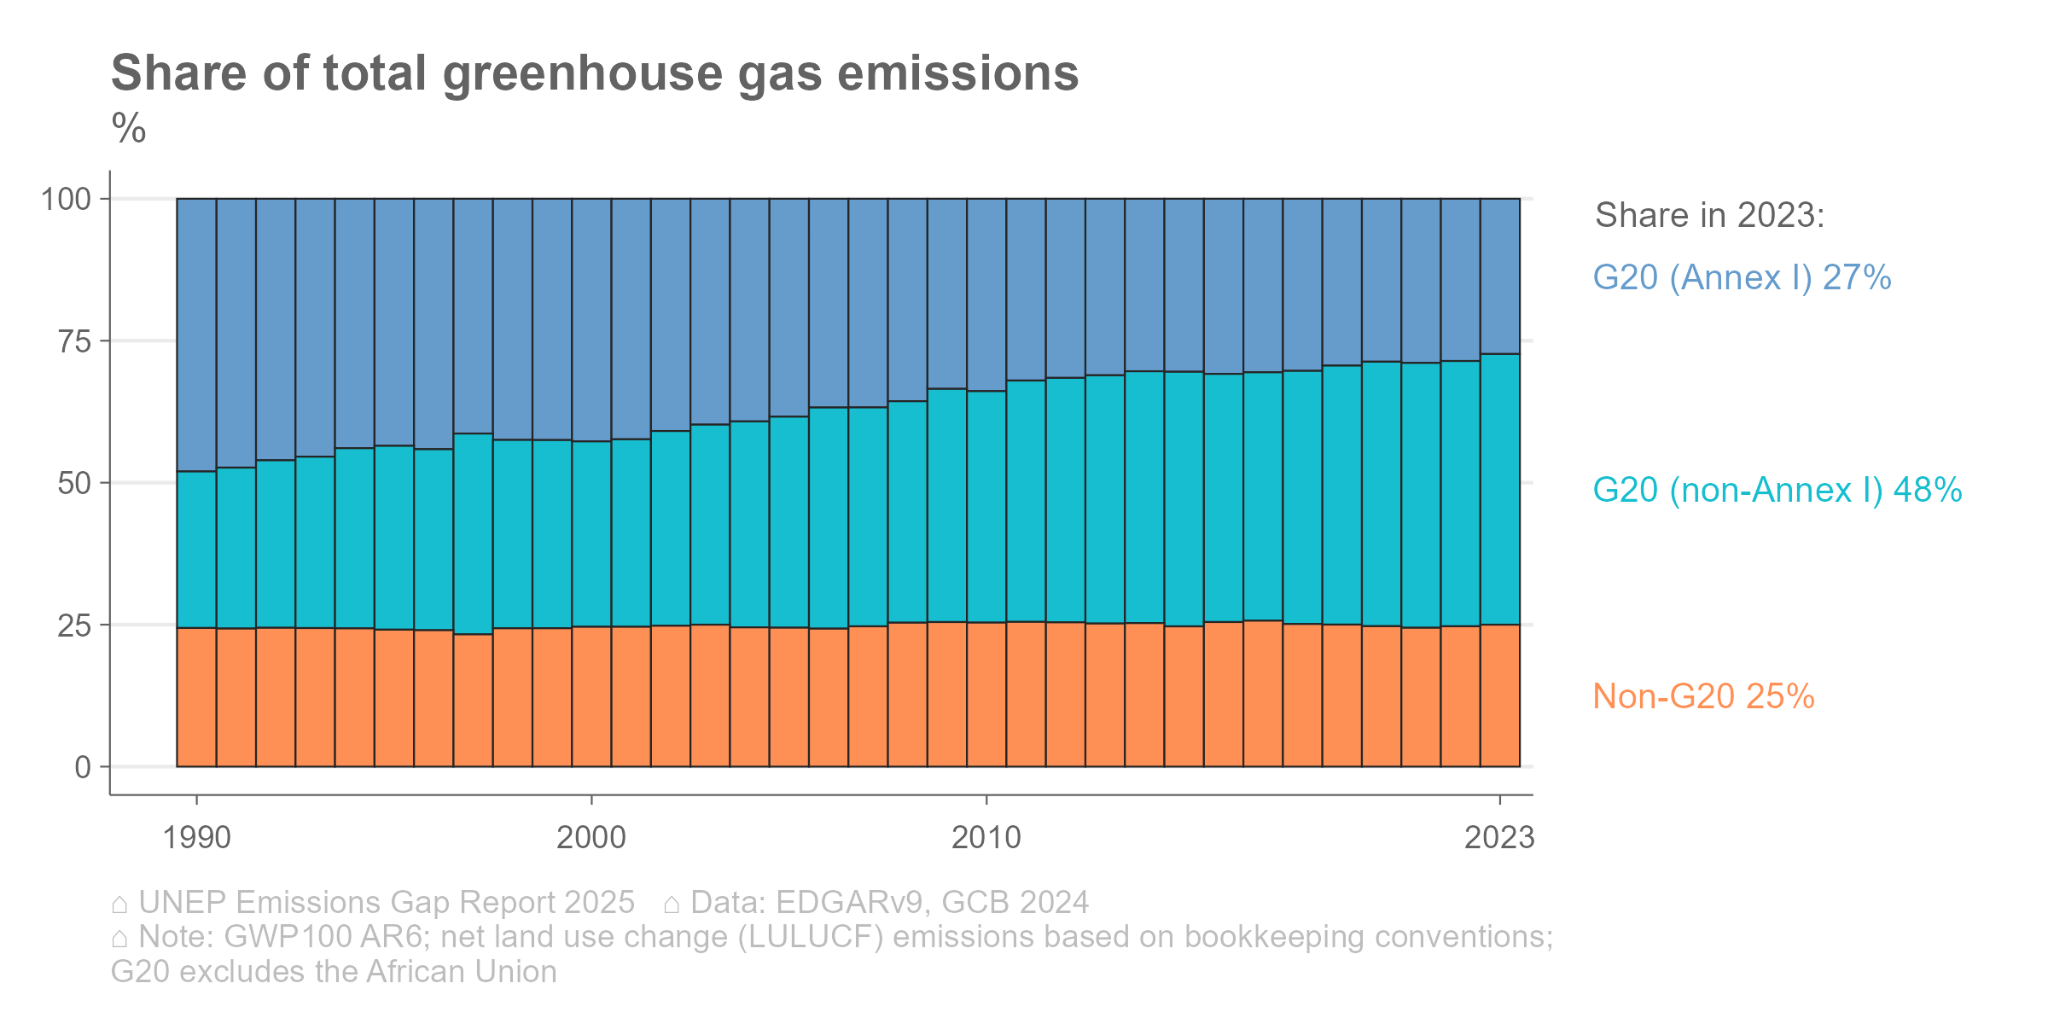 Share of total greenhouse gas emissions
%
100
75
50
25
0
1990 2000 2010 2023
Share in 2023:
G20 (Annex I) 27%
G20 (non-Annex I) 48%
Non-G20 25%
⌂ UNEP Emissions Gap Report 2025 ⌂ Data: EDGARv9, GCB 2024
⌂ Note: GWP100 AR6; net land use change (LULUCF) emissions based on bookkeeping conventions;
G20 excludes the African Union